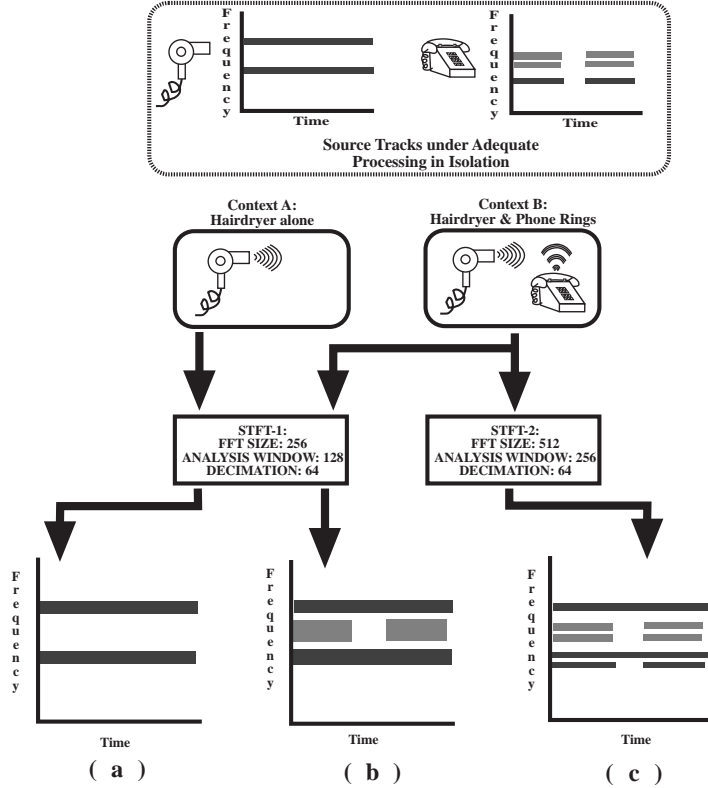 Frequency
Time
Frequency
Time
Source Tracks under Adequate
Processing in Isolation
Context A:
Hairdryer alone
Context B:
Hairdryer & Phone Rings
STFT-1:
FFT SIZE: 256
ANALYSIS WINDOW: 128
DECIMATION: 64
STFT-2:
FFT SIZE: 512
ANALYSIS WINDOW: 256
DECIMATION: 64
Frequency
Time
( a )
Frequency
Time
( b )
Frequency
Time
( c )